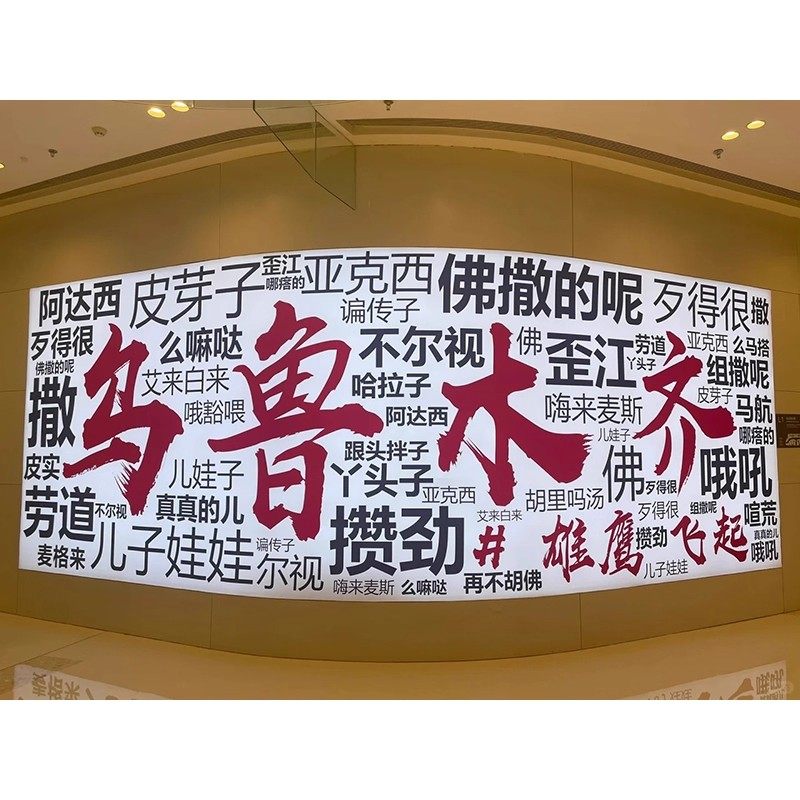 阿达西 皮芽子 歪江 哪瘩的 亚克西 佛撒的呢 歹得很 撒
谝传子
歹得很 么嘛哒 不尔视 佛 歪江 劳道 丫头子 亚克西 么马搭
佛撒的呢 艾来白来 哈拉子 组撒呢
撒 哦豁喂 阿达西 嗨来麦斯 皮芽子 马航
乌鲁木齐
儿娃子 哪瘩的
皮实 儿娃子 跟头拌子 丫头子 亚克西 佛 歹得很 哦吼
劳道 不尔视 真真的儿 胡里吗汤 歹得很 组撒呢 喧荒
麦格来 儿子娃娃 谝传子 尔视 攒劲 艾来白来 攒劲 真真的儿
# 雄鹰飞起
哦吼
嗨来麦斯 么嘛哒 再不胡佛 儿子娃娃